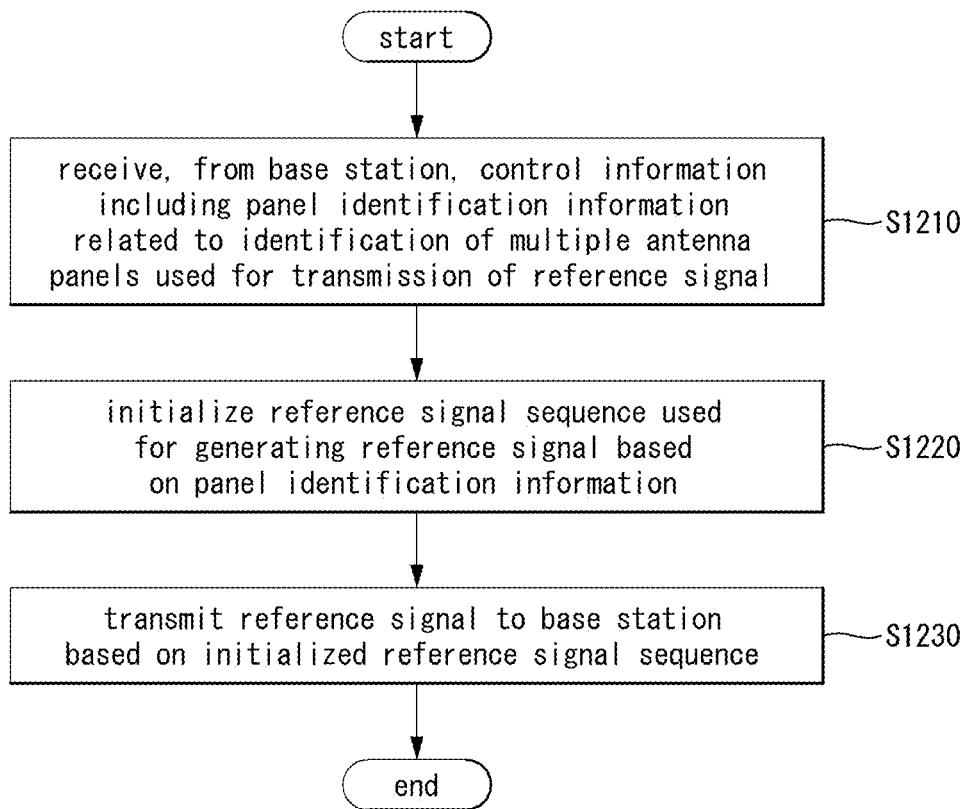 start
receive, from base station, control information
including panel identification information
related to identification of multiple antenna
panels used for transmission of reference signal
S1210
initialize reference signal sequence used
for generating reference signal based
on panel identification information
S1220
transmit reference signal to base station
based on initialized reference signal sequence
S1230
end